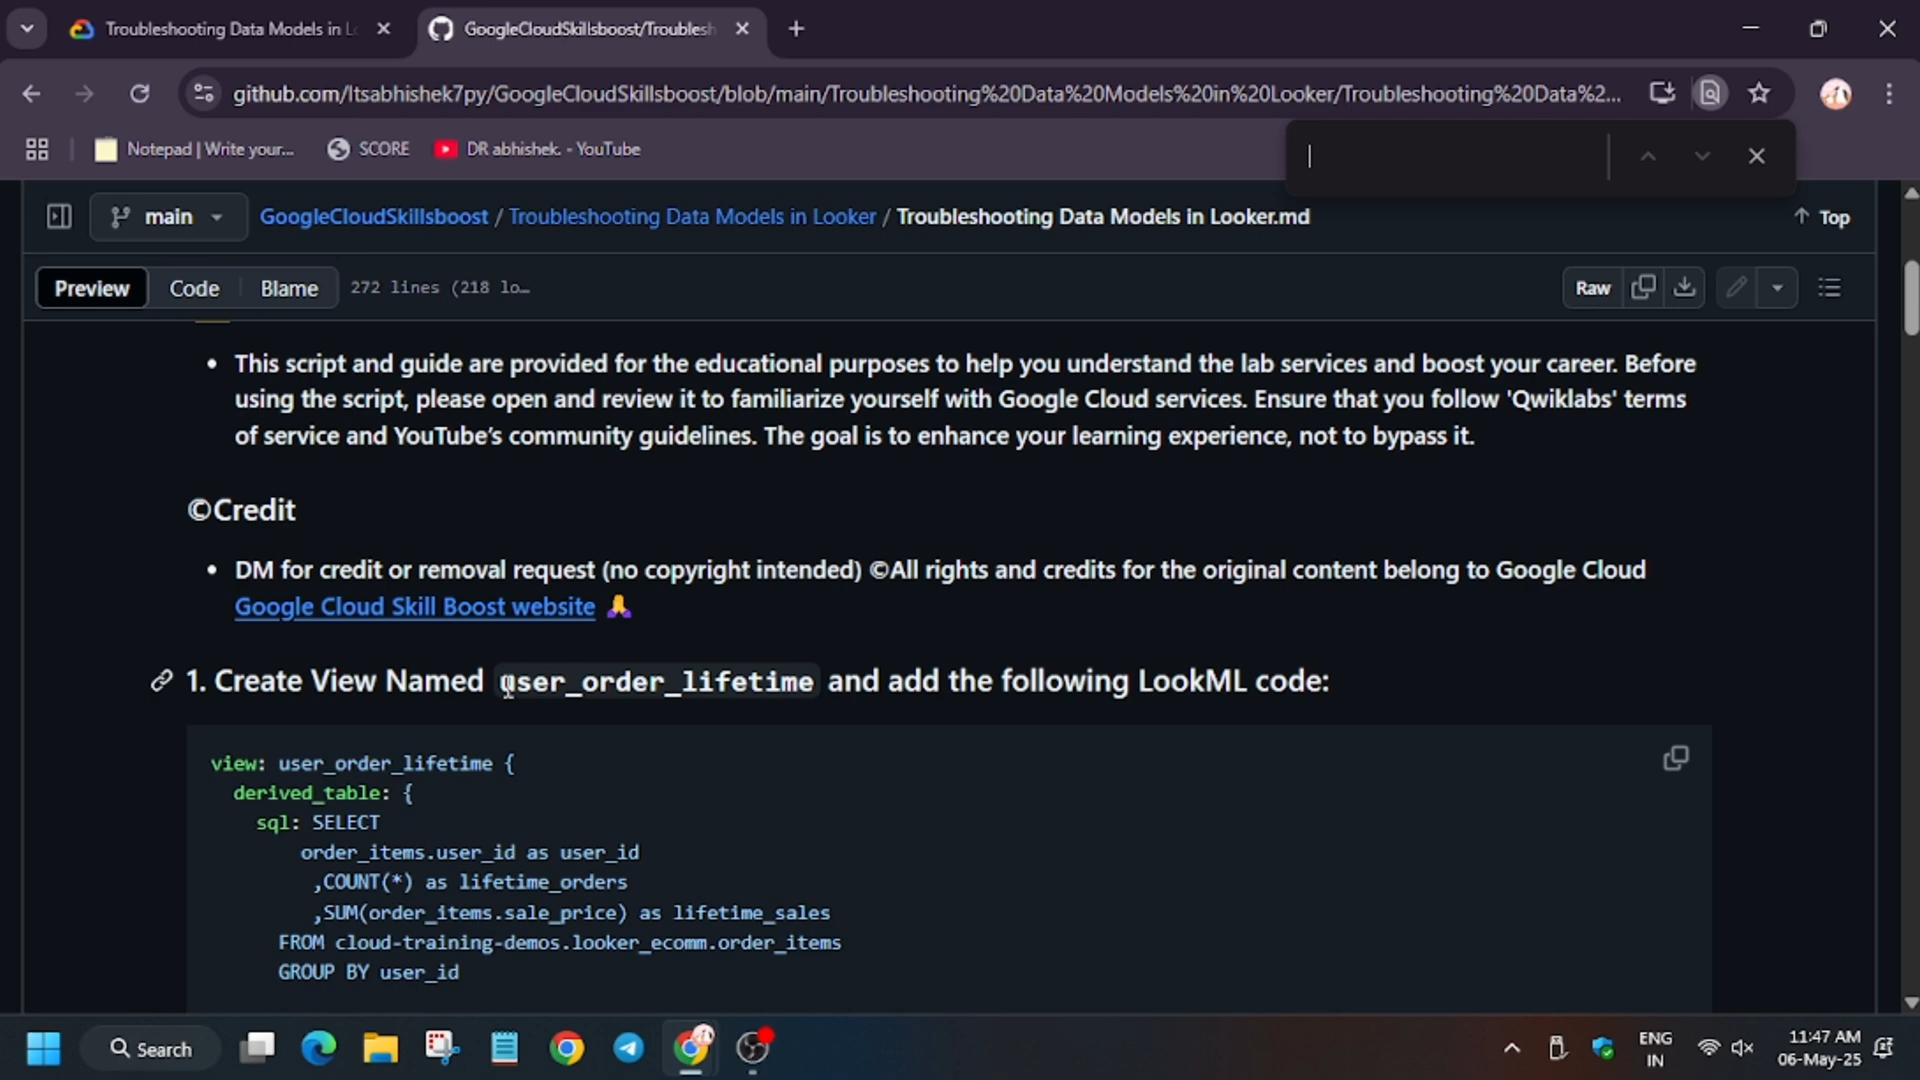 Troubleshooting Data Models in L
GoogleCloudSkillsboost/Troublesh
github.com/Itsabhishek7py/GoogleCloudSkillsboost/blob/main/Troubleshooting%20Data%20Models%20in%20Looker/Troubleshooting%20Data%2...
Notepad | Write your...
SCORE
DR abhishek. - YouTube
main
GoogleCloudSkillsboost / Troubleshooting Data Models in Looker / Troubleshooting Data Models in Looker.md
Top
Preview
Code
Blame
272 lines (218 lo...
Raw
• This script and guide are provided for the educational purposes to help you understand the lab services and boost your career. Before
using the script, please open and review it to familiarize yourself with Google Cloud services. Ensure that you follow 'Qwiklabs' terms
of service and YouTube’s community guidelines. The goal is to enhance your learning experience, not to bypass it.
©Credit
• DM for credit or removal request (no copyright intended) ©All rights and credits for the original content belong to Google Cloud
Google Cloud Skill Boost website 🙏
1. Create View Named user_order_lifetime and add the following LookML code:
view: user_order_lifetime {
derived_table: {
sql: SELECT
order_items.user_id as user_id
,COUNT(*) as lifetime_orders
,SUM(order_items.sale_price) as lifetime_sales
FROM cloud-training-demos.looker_ecomm.order_items
GROUP BY user_id
Search
ENG
IN
11:47 AM
06-May-25